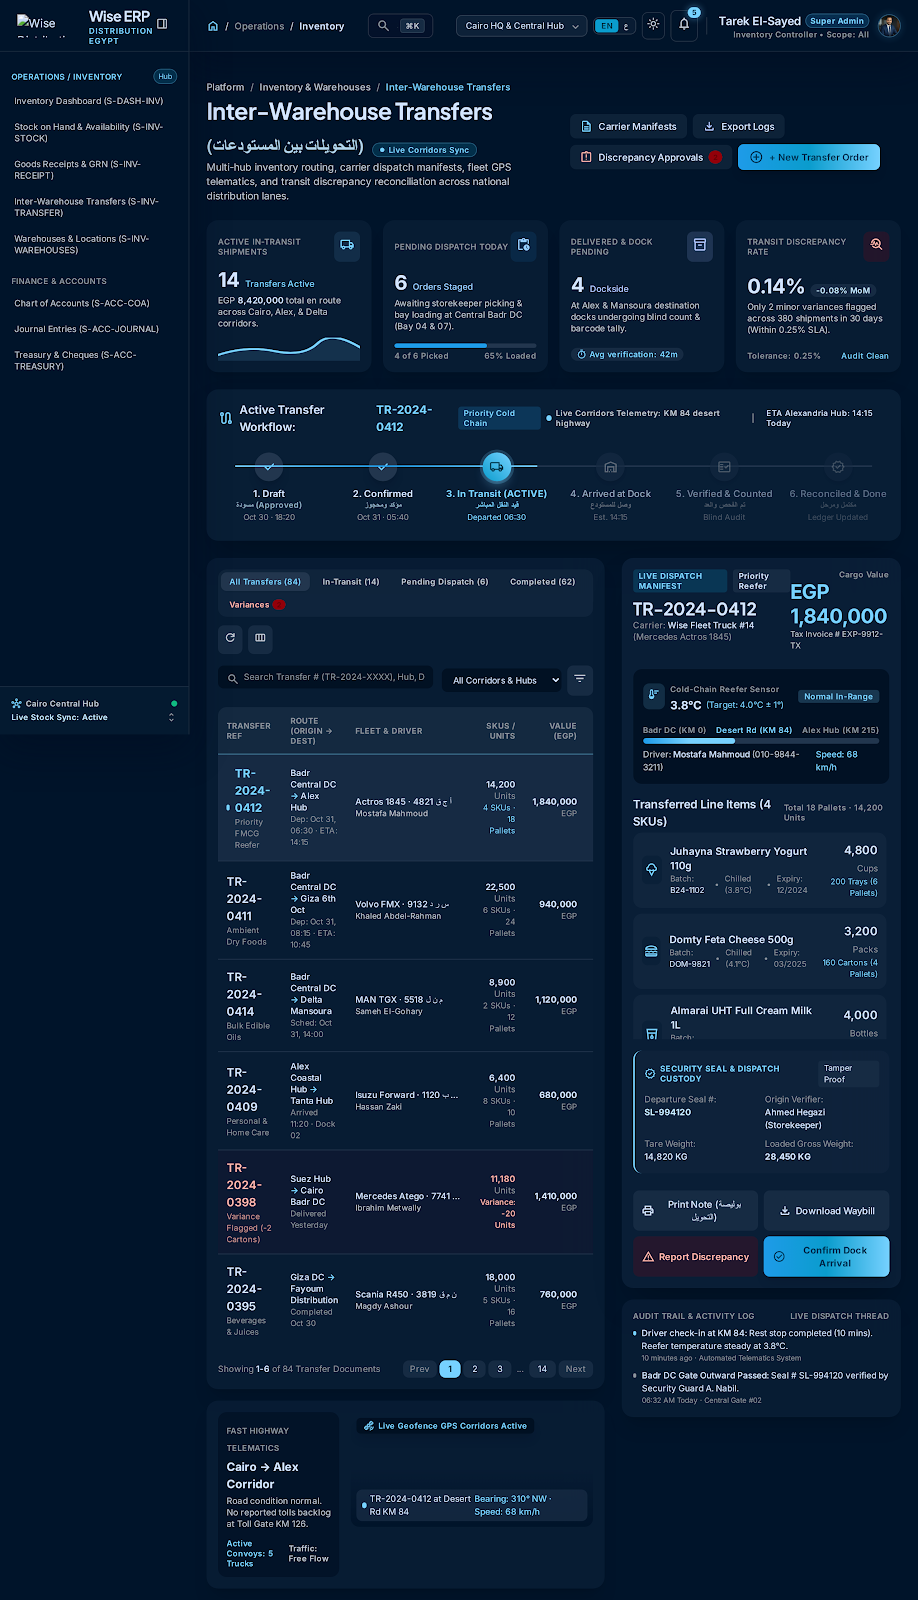 Wise Distribution
Wise ERP
DISTRIBUTION
EGYPT
Operations / Inventory
⌘K
Cairo HQ & Central Hub
EN ع
5
Tarek El-Sayed Super Admin
Inventory Controller • Scope: All
OPERATIONS / INVENTORY Hub
Inventory Dashboard (S-DASH-INV)
Stock on Hand & Availability (S-INV-
STOCK)
Goods Receipts & GRN (S-INV-
RECEIPT)
Inter-Warehouse Transfers (S-INV-
TRANSFER)
Warehouses & Locations (S-INV-
WAREHOUSES)
FINANCE & ACCOUNTS
Chart of Accounts (S-ACC-COA)
Journal Entries (S-ACC-JOURNAL)
Treasury & Cheques (S-ACC-
TREASURY)
Cairo Central Hub
Live Stock Sync: Active
Platform / Inventory & Warehouses / Inter-Warehouse Transfers
Inter-Warehouse Transfers
(التحويلات بين المستودعات) Live Corridors Sync
Multi-hub inventory routing, carrier dispatch manifests, fleet GPS
telematics, and transit discrepancy reconciliation across national
distribution lanes.
Carrier Manifests
Export Logs
Discrepancy Approvals
+ New Transfer Order
ACTIVE IN-TRANSIT
SHIPMENTS
14 Transfers Active
EGP 8,420,000 total en route
across Cairo, Alex, & Delta
corridors.
PENDING DISPATCH TODAY
6 Orders Staged
Awaiting storekeeper picking &
bay loading at Central Badr DC
(Bay 04 & 07).
4 of 6 Picked 65% Loaded
DELIVERED & DOCK
PENDING
4 Dockside
At Alex & Mansoura destination
docks undergoing blind count &
barcode tally.
Avg verification: 42m
TRANSIT DISCREPANCY
RATE
0.14% -0.08% MoM
Only 2 minor variances flagged
across 380 shipments in 30 days
(Within 0.25% SLA).
Tolerance: 0.25% Audit Clean
Active Transfer
Workflow:
TR-2024-
0412
Priority Cold
Chain
Live Corridors Telemetry: KM 84 desert
highway
|
ETA Alexandria Hub: 14:15
Today
1. Draft
مسودة (Approved)
Oct 30 · 18:20
2. Confirmed
مؤكد ومحجوز
Oct 31 · 05:40
3. In Transit (ACTIVE)
قيد النقل المباشر
Departed 06:30
4. Arrived at Dock
وصل للمستودع
Est. 14:15
5. Verified & Counted
تم الفحص والعد
Blind Audit
6. Reconciled & Done
Ledger Updated
All Transfers (84) In-Transit (14) Pending Dispatch (6) Completed (62)
Variances
Search Transfer # (TR-2024-XXXX), Hub, D
All Corridors & Hubs
TRANSFER
REF
ROUTE
(ORIGIN →
DEST)
FLEET & DRIVER
SKUS /
UNITS
VALUE
(EGP)
TR-
2024-
0412
Priority
FMCG
Reefer
Badr
Central DC
→ Alex
Hub
Dep: Oct 31,
06:30 · ETA:
14:15
Actros 1845 · 4821 أ ج ق
Mostafa Mahmoud
14,200
Units
4 SKUs ·
18
Pallets
1,840,000
EGP
TR-
2024-
0411
Ambient
Dry Foods
Badr
Central DC
→ Giza 6th
Oct
Dep: Oct 31,
08:15 · ETA:
10:45
Volvo FMX · 9132 س ر د
Khaled Abdel-Rahman
22,500
Units
6 SKUs ·
24
Pallets
940,000
EGP
TR-
2024-
0414
Bulk Edible
Oils
Badr
Central DC
→ Delta
Mansoura
Sched: Oct
31, 14:00
MAN TGX · 5518 م ن ل
Sameh El-Gohary
8,900
Units
2 SKUs ·
12
Pallets
1,120,000
EGP
TR-
2024-
0409
Personal &
Home Care
Alex
Coastal
Hub →
Tanta Hub
Arrived
11:20 · Dock
02
Isuzu Forward · 1120 ب ...
Hassan Zaki
6,400
Units
8 SKUs ·
10
Pallets
680,000
EGP
TR-
2024-
0398
Variance
Flagged (-2
Cartons)
Suez Hub
→ Cairo
Badr DC
Delivered
Yesterday
Mercedes Atego · 7741 ...
Ibrahim Metwally
11,180
Units
Variance:
-20
Units
1,410,000
EGP
TR-
2024-
0395
Beverages
& Juices
Giza DC →
Fayoum
Distribution
Completed
Oct 30
Scania R450 · 3819 ن م ق
Magdy Ashour
18,000
Units
5 SKUs ·
16
Pallets
760,000
EGP
Showing 1-6 of 84 Transfer Documents
Prev 1 2 3 ... 14 Next
FAST HIGHWAY
TELEMATICS
Cairo → Alex
Corridor
Road condition normal.
No reported tolls backlog
at Toll Gate KM 126.
Active
Convoys: 5
Trucks
Traffic:
Free Flow
Live Geofence GPS Corridors Active
TR-2024-0412 at Desert
Rd KM 84
Bearing: 310° NW ·
Speed: 68 km/h
LIVE DISPATCH
MANIFEST
Priority
Reefer
TR-2024-0412
Carrier: Wise Fleet Truck #14
(Mercedes Actros 1845)
Cargo Value
EGP
1,840,000
Tax Invoice # EXP-9912-
TX
Cold-Chain Reefer Sensor
3.8°C (Target: 4.0°C ± 1°)
Normal In-Range
Badr DC (KM 0) Desert Rd (KM 84) Alex Hub (KM 215)
Driver: Mostafa Mahmoud (010-9844-
3211)
Speed: 68
km/h
Transferred Line Items (4
SKUs)
Total 18 Pallets · 14,200
Units
Juhayna Strawberry Yogurt
110g
Batch:
B24-1102
•
Chilled
(3.8°C)
•
Expiry:
12/2024
4,800
Cups
200 Trays (6
Pallets)
Domty Feta Cheese 500g
Batch:
DOM-9821
•
Chilled
(4.1°C)
•
Expiry:
03/2025
3,200
Packs
160 Cartons (4
Pallets)
Almarai UHT Full Cream Milk
1L
Batch:
4,000
Bottles
SECURITY SEAL & DISPATCH
CUSTODY
Tamper
Proof
Departure Seal #:
SL-994120
Origin Verifier:
Ahmed Hegazi
(Storekeeper)
Tare Weight:
14,820 KG
Loaded Gross Weight:
28,450 KG
Print Note (بوليصة
التحويل)
Download Waybill
Report Discrepancy
Confirm Dock
Arrival
AUDIT TRAIL & ACTIVITY LOG LIVE DISPATCH THREAD
Driver check-in at KM 84: Rest stop completed (10 mins).
Reefer temperature steady at 3.8°C.
10 minutes ago · Automated Telematics System
Badr DC Gate Outward Passed: Seal # SL-994120 verified by
Security Guard A. Nabil.
06:32 AM Today · Central Gate #02